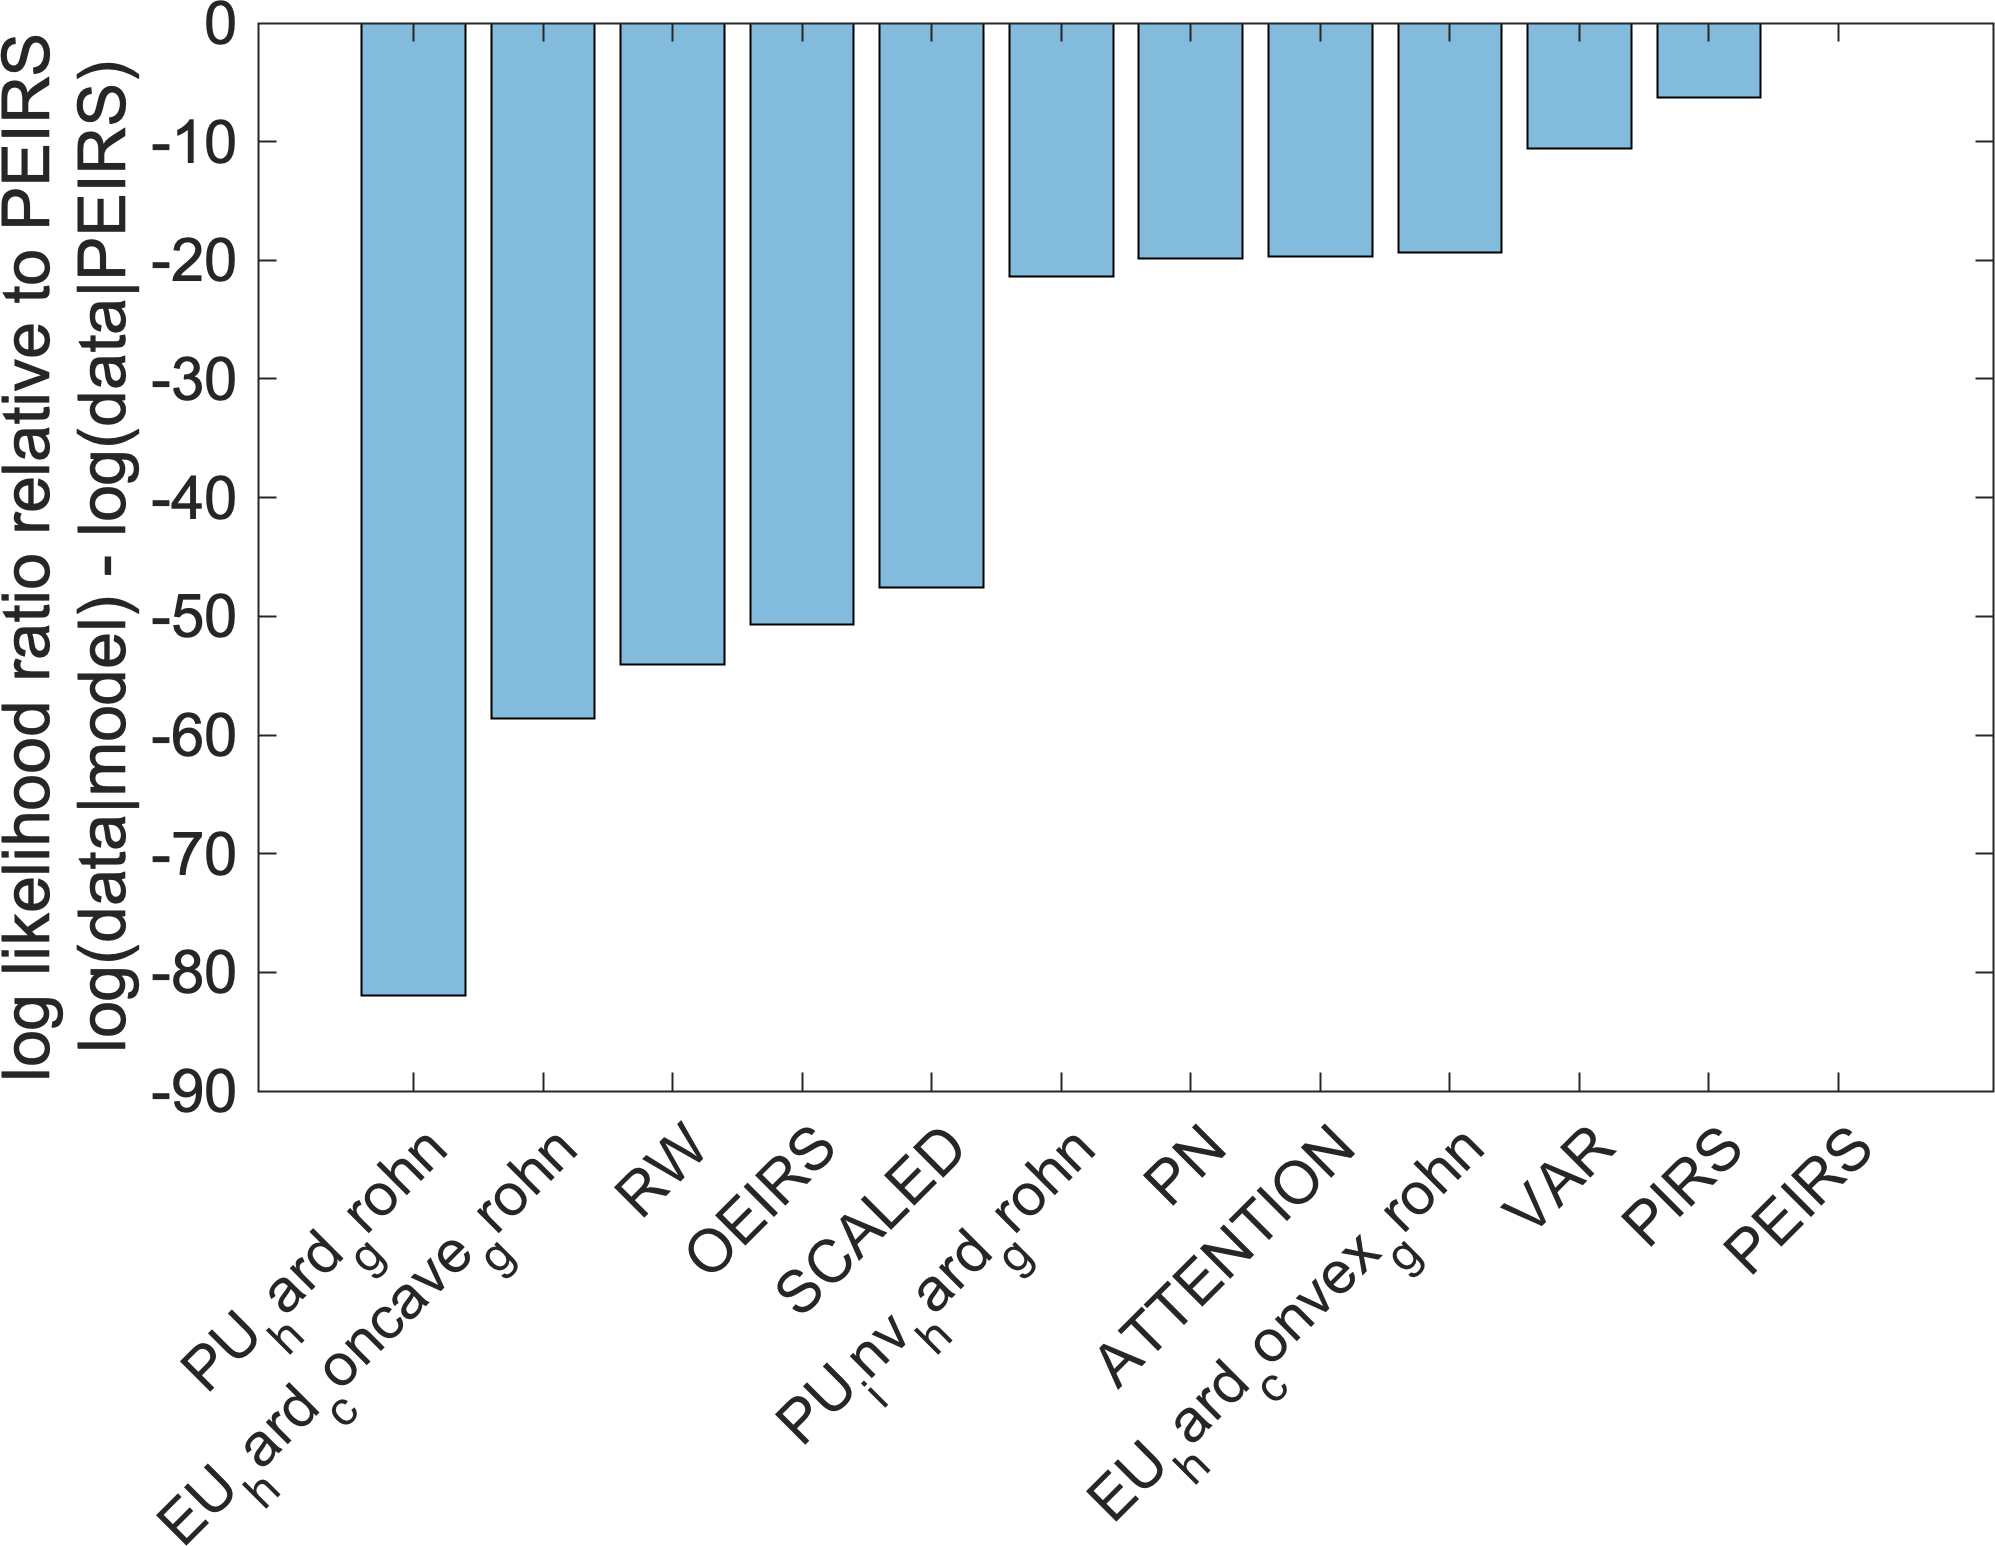 log likelihood ratio relative to PEIRS
log(data|model) - log(data|PEIRS)
0
-10
-20
-30
-40
-50
-60
-70
-80
-90
PU_hard_grohn
EU_hard_concave_grohn
RW
OEIRS
SCALED
PU_inv_hard_grohn
PN
ATTENTION
EU_hard_convex_grohn
VAR
PIRS
PEIRS